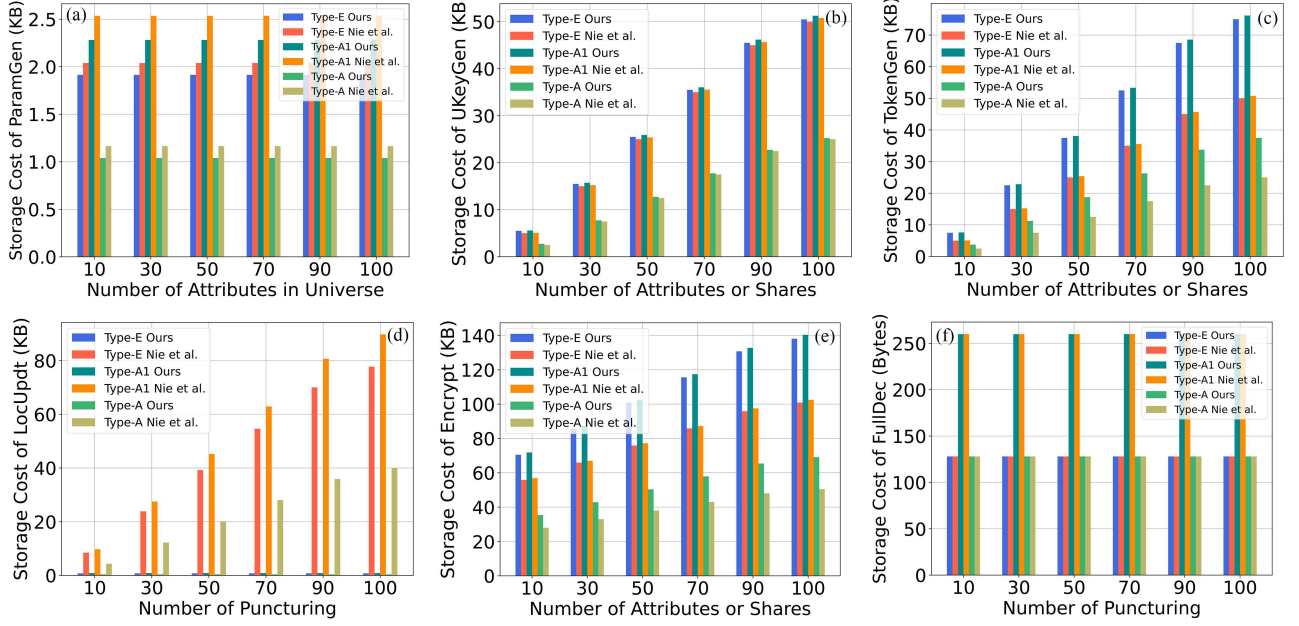 (a)
Storage Cost of ParamGen (KB)
2.5
2.0
1.5
1.0
0.5
0.0
Type-E Ours
Type-E Nie et al.
Type-A1 Ours
Type-A1 Nie et al.
Type-A Ours
Type-A Nie et al.
10 30 50 70 90 100
Number of Attributes in Universe
(b)
Storage Cost of UKeyGen (KB)
50
40
30
20
10
0
Type-E Ours
Type-E Nie et al.
Type-A1 Ours
Type-A1 Nie et al.
Type-A Ours
Type-A Nie et al.
10 30 50 70 90 100
Number of Attributes or Shares
(c)
Storage Cost of TokenGen (KB)
70
60
50
40
30
20
10
0
Type-E Ours
Type-E Nie et al.
Type-A1 Ours
Type-A1 Nie et al.
Type-A Ours
Type-A Nie et al.
10 30 50 70 90 100
Number of Attributes or Shares
(d)
Storage Cost of LocUpdt (KB)
80
60
40
20
0
Type-E Ours
Type-E Nie et al.
Type-A1 Ours
Type-A1 Nie et al.
Type-A Ours
Type-A Nie et al.
10 30 50 70 90 100
Number of Puncturing
(e)
Storage Cost of Encrypt (KB)
140
120
100
80
60
40
20
0
Type-E Ours
Type-E Nie et al.
Type-A1 Ours
Type-A1 Nie et al.
Type-A Ours
Type-A Nie et al.
10 30 50 70 90 100
Number of Attributes or Shares
(f)
Storage Cost of FullDec (Bytes)
250
200
150
100
50
0
Type-E Ours
Type-E Nie et al.
Type-A1 Ours
Type-A1 Nie et al.
Type-A Ours
Type-A Nie et al.
10 30 50 70 90 100
Number of Puncturing